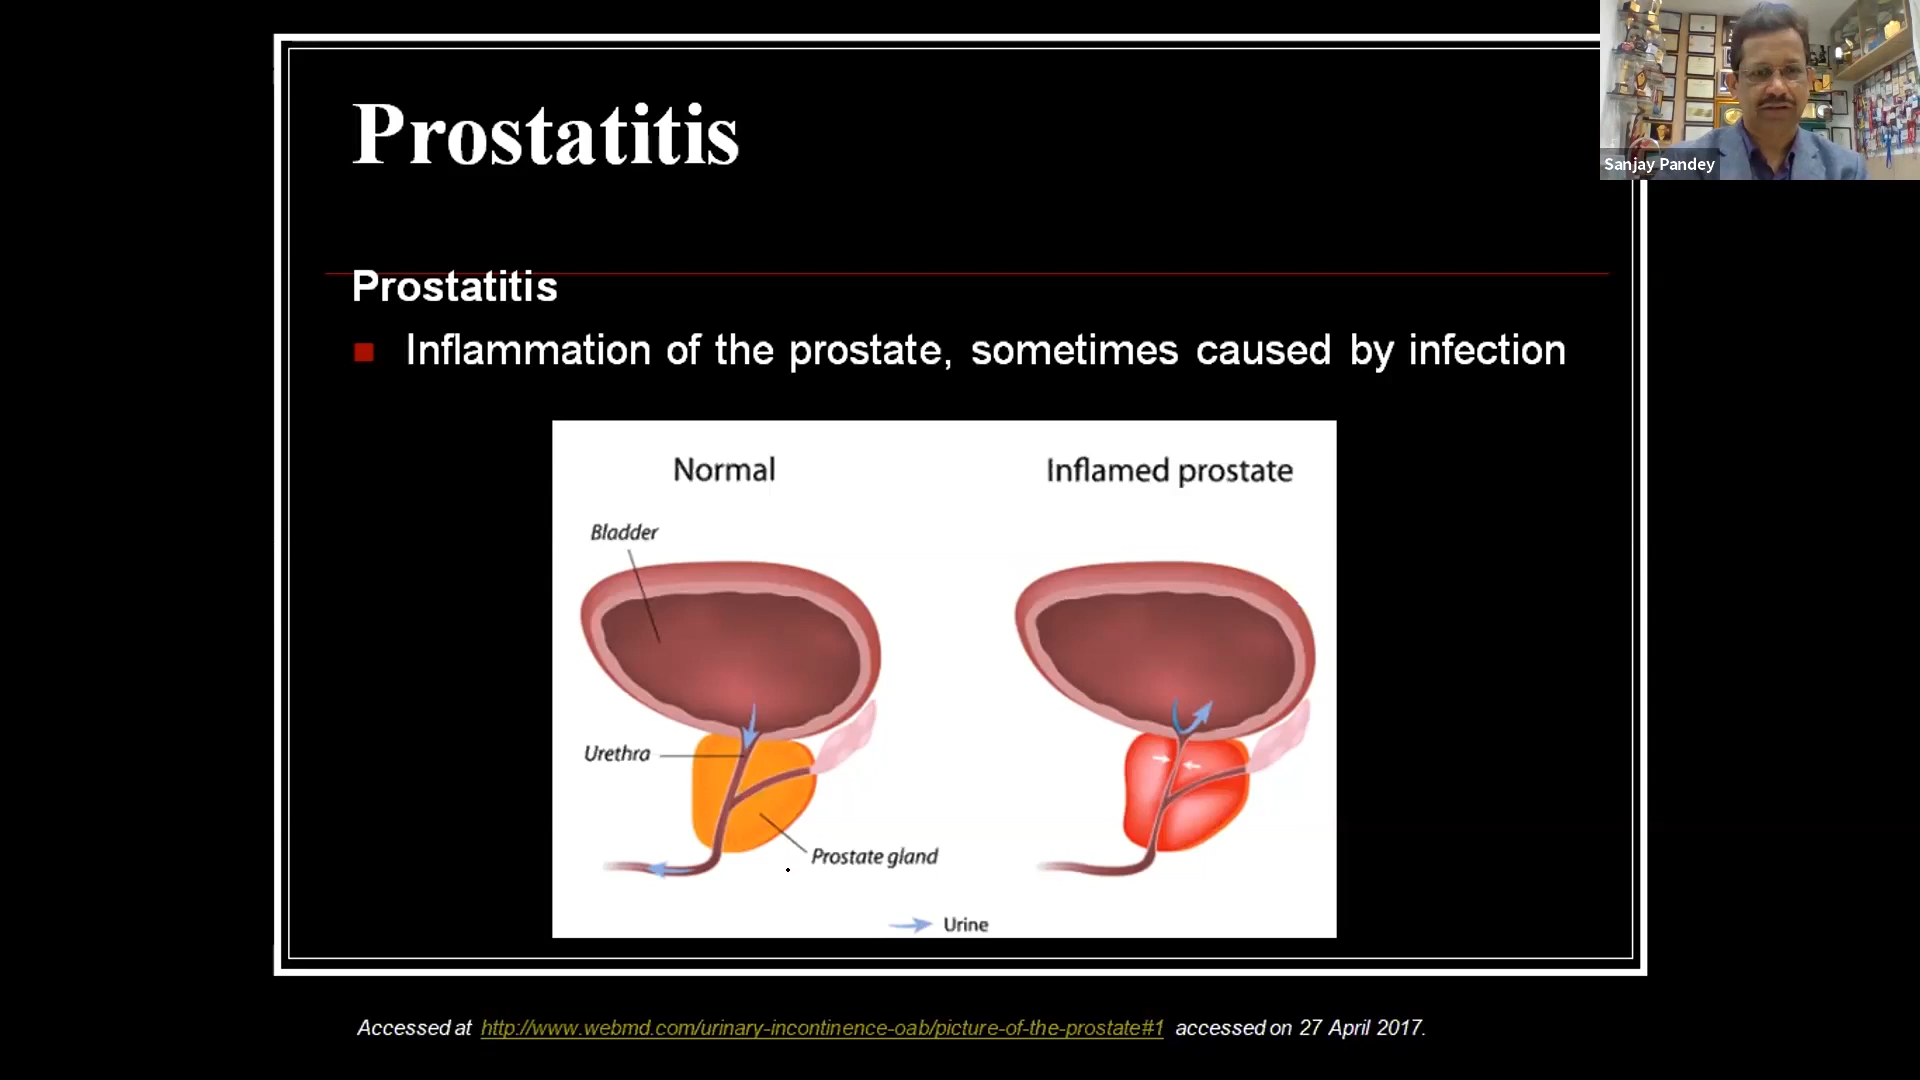 Prostatitis
Sanjay Pandey
Prostatitis
Inflammation of the prostate, sometimes caused by infection
Normal
Inflamed prostate
Bladder
Urethra
Prostate gland
Urine
Accessed at http://www.webmd.com/urinary-incontinence-oab/picture-of-the-prostate#1 accessed on 27 April 2017.